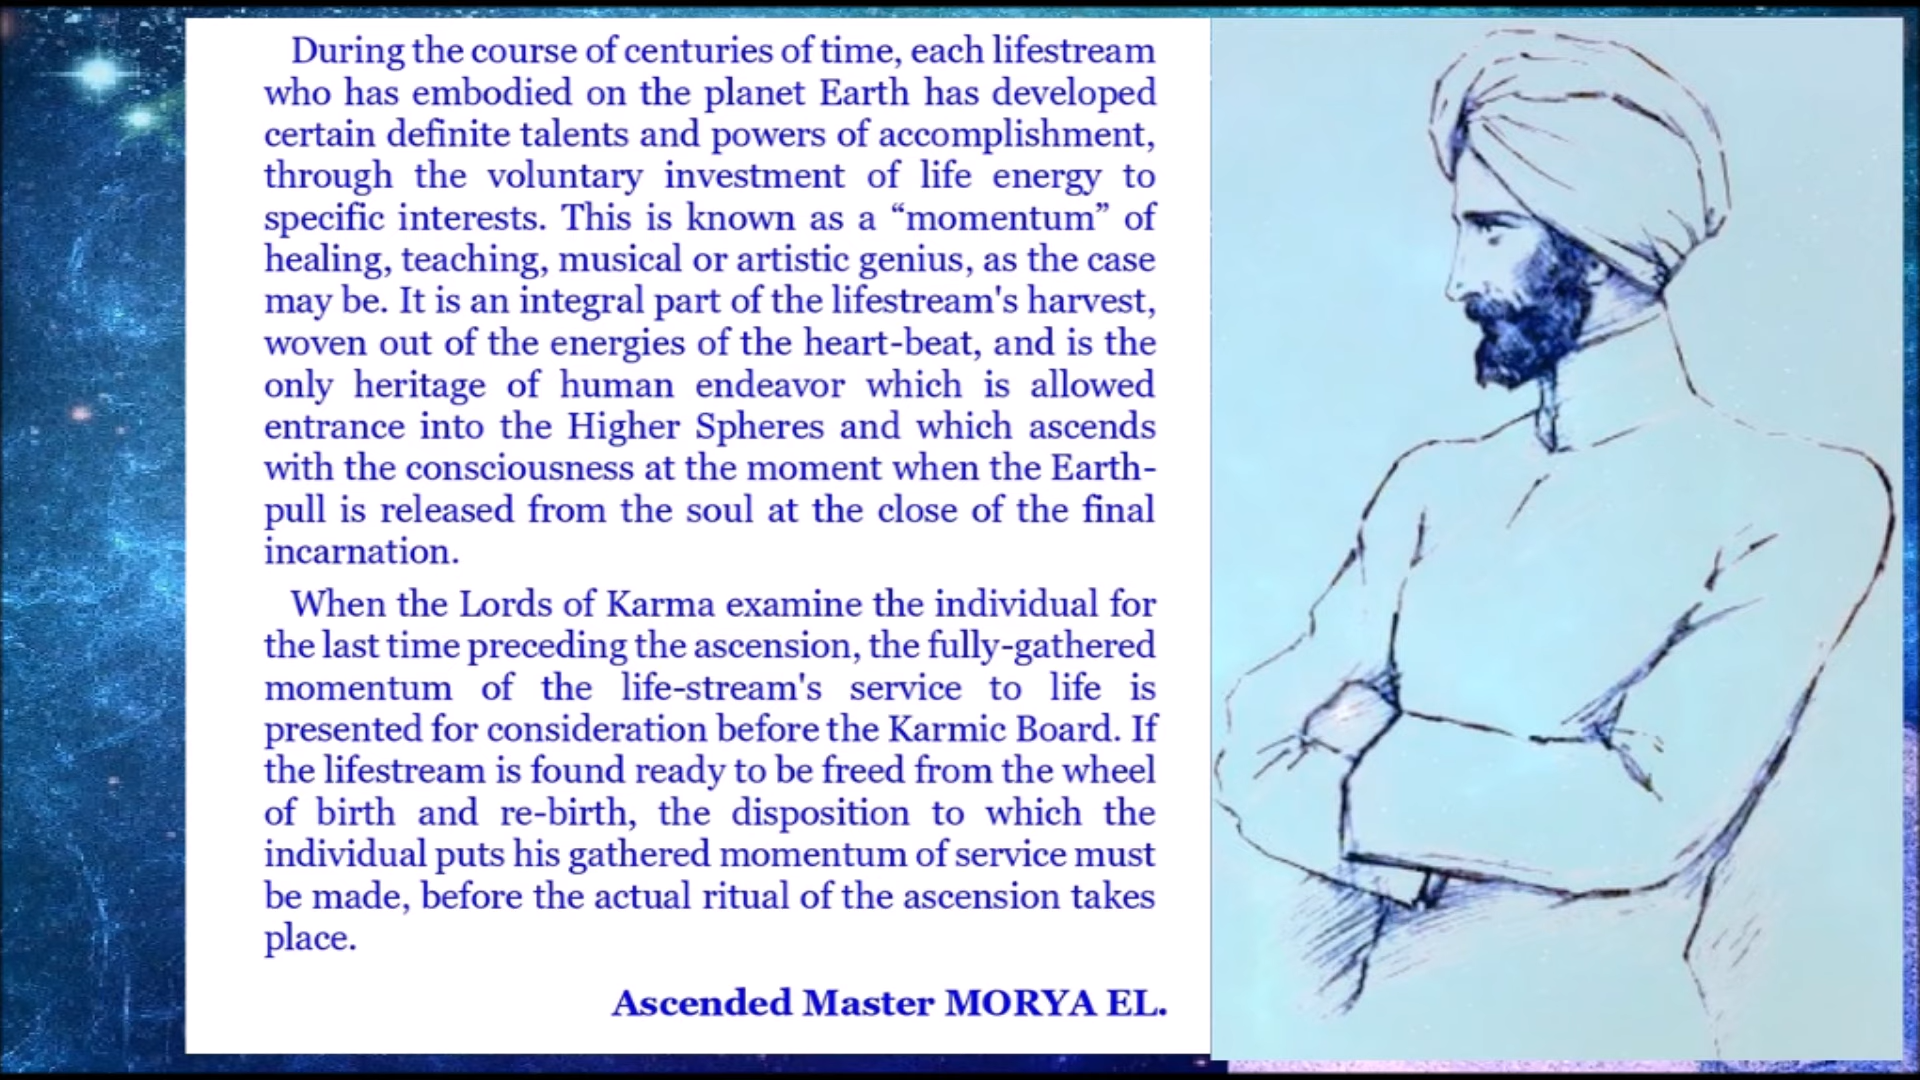 During the course of centuries of time, each lifestream
who has embodied on the planet Earth has developed
certain definite talents and powers of accomplishment,
through the voluntary investment of life energy to
specific interests. This is known as a “momentum” of
healing, teaching, musical or artistic genius, as the case
may be. It is an integral part of the lifestream's harvest,
woven out of the energies of the heart-beat, and is the
only heritage of human endeavor which is allowed
entrance into the Higher Spheres and which ascends
with the consciousness at the moment when the Earth-
pull is released from the soul at the close of the final
incarnation.
When the Lords of Karma examine the individual for
the last time preceding the ascension, the fully-gathered
momentum of the life-stream's service to life is
presented for consideration before the Karmic Board. If
the lifestream is found ready to be freed from the wheel
of birth and re-birth, the disposition to which the
individual puts his gathered momentum of service must
be made, before the actual ritual of the ascension takes
place.
Ascended Master MORYA EL.